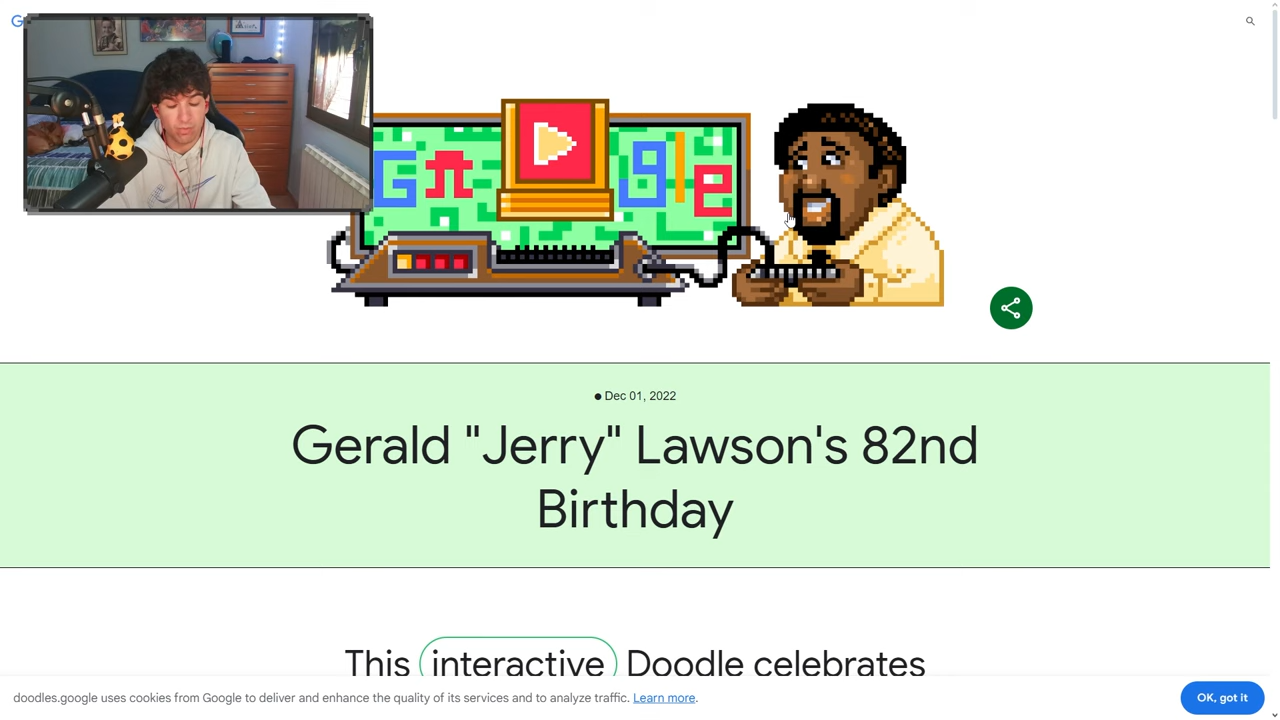 G
G g l e
Dec 01, 2022
Gerald "Jerry" Lawson's 82nd
Birthday
This interactive Doodle celebrates
doodles.google uses cookies from Google to deliver and enhance the quality of its services and to analyze traffic. Learn more.
OK, got it